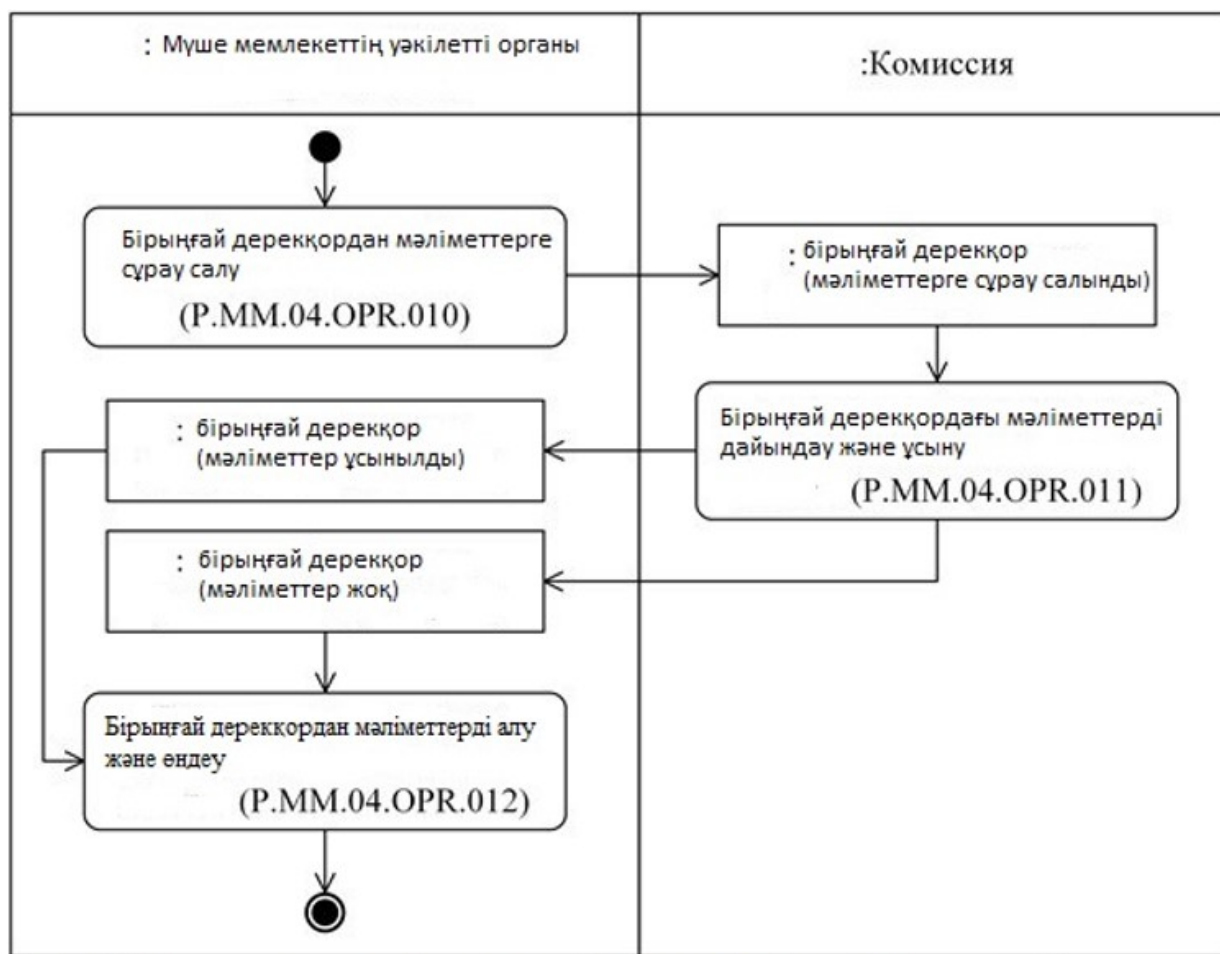 : Мүше мемлекеттің уәкілетті органы
:Комиссия
Бірыңғай дерекқордан мәліметтерге
сұрау салу
(P.MM.04.OPR.010)
: бірыңғай дерекқор
(мәліметтерге сұрау салынды)
Бірыңғай дерекқордағы мәліметтерді
дайындау және ұсыну
(P.MM.04.OPR.011)
: бірыңғай дерекқор
(мәліметтер ұсынылды)
: бірыңғай дерекқор
(мәліметтер жоқ)
Бірыңғай дерекқордан мәліметтерді алу
және өңдеу
(P.MM.04.OPR.012)